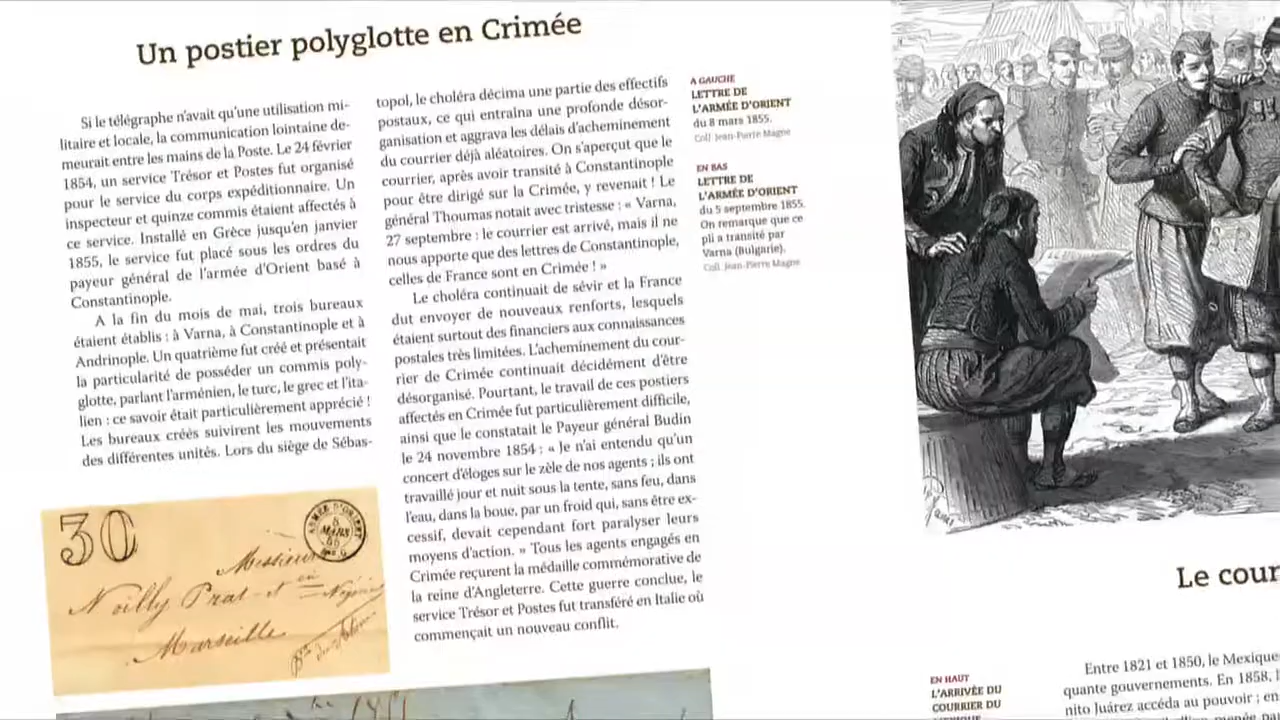 Un postier polyglotte en Crimée
Si le télégraphe n'avait qu'une utilisation mi-
litaire et locale, la communication lointaine de-
meurait entre les mains de la Poste. Le 24 février
1854, un service Trésor et Postes fut organisé
pour le service du corps expéditionnaire. Un
inspecteur et quinze commis étaient affectés à
ce service. Installé en Grèce jusqu'en janvier
1855, le service fut placé sous les ordres du
payeur général de l'armée d'Orient basé à
Constantinople.
A la fin du mois de mai, trois bureaux
étaient établis : à Varna, à Constantinople et à
Andrinople. Un quatrième fut créé et présentait
la particularité de posséder un commis poly-
glotte, parlant l'arménien, le turc, le grec et l'ita-
lien : ce savoir était particulièrement apprécié !
Les bureaux créés suivirent les mouvements
des différentes unités. Lors du siège de Sébas-
topol, le choléra décima une partie des effectifs
postaux, ce qui entraîna une profonde désor-
ganisation et aggrava les délais d'acheminement
du courrier déjà aléatoires. On s'aperçut que le
courrier, après avoir transité à Constantinople
pour être dirigé sur la Crimée, y revenait ! Le
général Thoumas notait avec tristesse : « Varna,
27 septembre : le courrier est arrivé, mais il ne
nous apporte que des lettres de Constantinople,
celles de France sont en Crimée ! »
Le choléra continuait de sévir et la France
dut envoyer de nouveaux renforts, lesquels
étaient surtout des financiers aux connaissances
postales très limitées. L'acheminement du cour-
rier de Crimée continuait décidément d'être
désorganisé. Pourtant, le travail de ces postiers
affectés en Crimée fut particulièrement difficile,
ainsi que le constatait le Payeur général Budin
le 24 novembre 1854 : « Je n'ai entendu qu'un
concert d'éloges sur le zèle de nos agents ; ils ont
travaillé jour et nuit sous la tente, sans feu, dans
l'eau, dans la boue, par un froid qui, sans être ex-
cessif, devait cependant fort paralyser leurs
moyens d'action. » Tous les agents engagés en
Crimée reçurent la médaille commémorative de
la reine d'Angleterre. Cette guerre conclue, le
service Trésor et Postes fut transféré en Italie où
commençait un nouveau conflit.
A GAUCHE
LETTRE DE
L'ARMÉE D'ORIENT
du 8 mars 1855.
Coll. Jean-Pierre Magne
EN BAS
LETTRE DE
L'ARMÉE D'ORIENT
du 5 septembre 1855.
On remarque que ce
pli a transité par
Varna (Bulgarie).
Coll. Jean-Pierre Magne
30
ARMÉE D'ORIENT
MARS
Messieurs
Noilly Prat et
Marseille
Le cour
EN HAUT
L'ARRIVÉE DU
COURRIER DU
Entre 1821 et 1850, le Mexique
quante gouvernements. En 1858,
nito Juárez accéda au pouvoir ; en